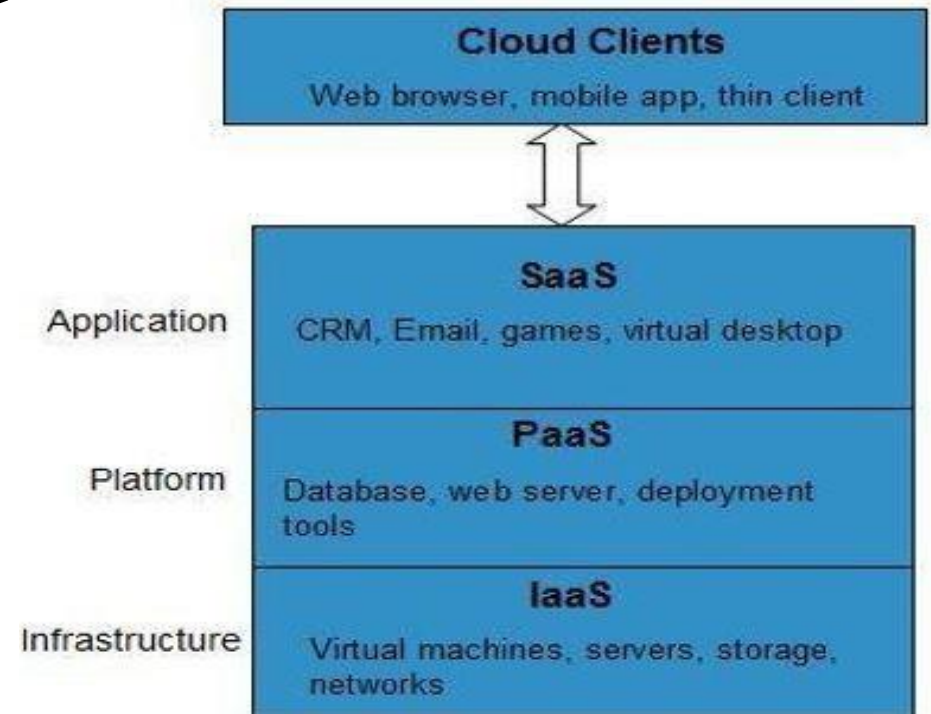 Cloud Clients
Web browser, mobile app, thin client
SaaS
Application
CRM, Email, games, virtual desktop
PaaS
Platform
Database, web server, deployment
tools
IaaS
Infrastructure
Virtual machines, servers, storage,
networks